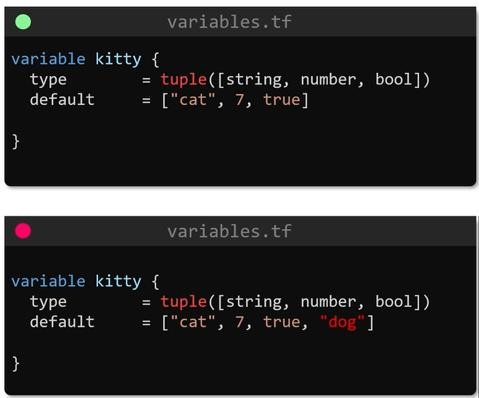 variables.tf
variable kitty {
type = tuple([string, number, bool])
default = ["cat", 7, true]
}
variables.tf
variable kitty {
type = tuple([string, number, bool])
default = ["cat", 7, true, "dog"]
}